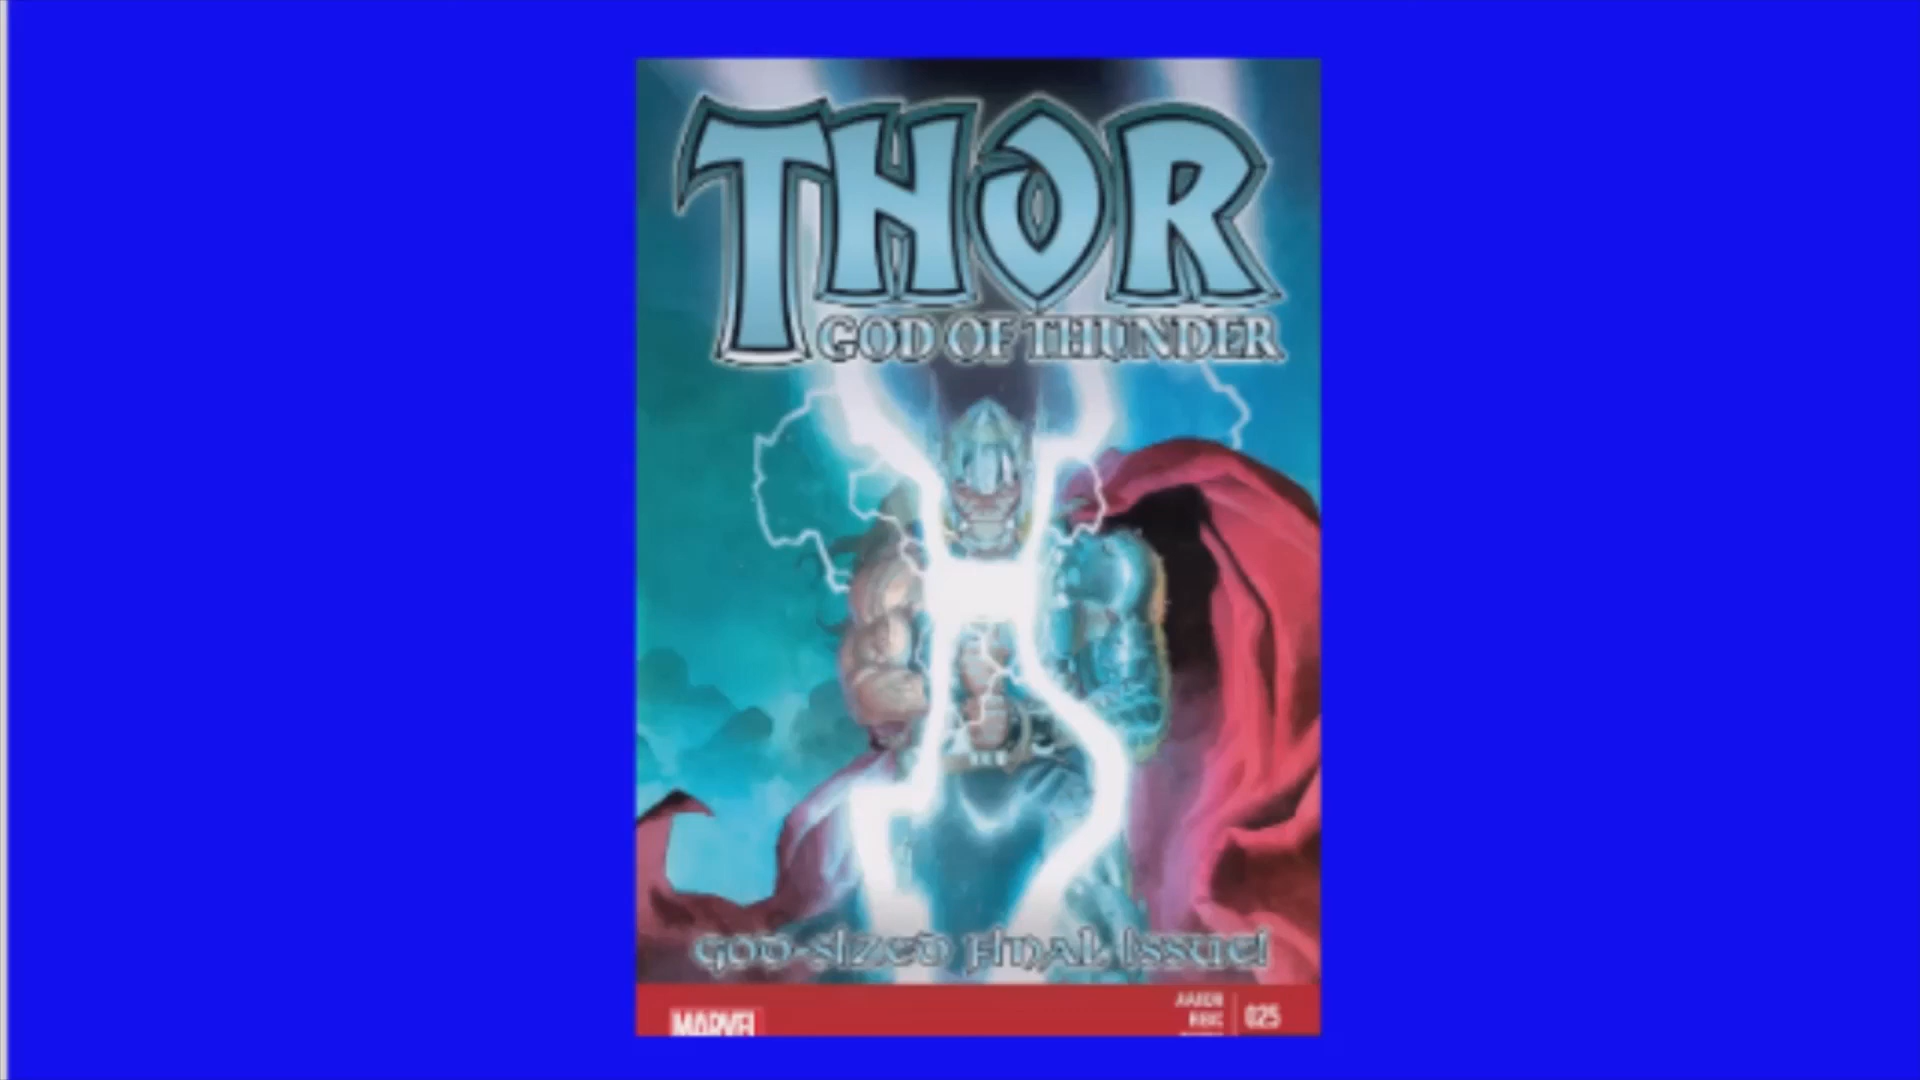 THOR
GOD OF THUNDER
GOD-SIZED FINAL ISSUE!
MARVEL
AARON
RIBIC
025